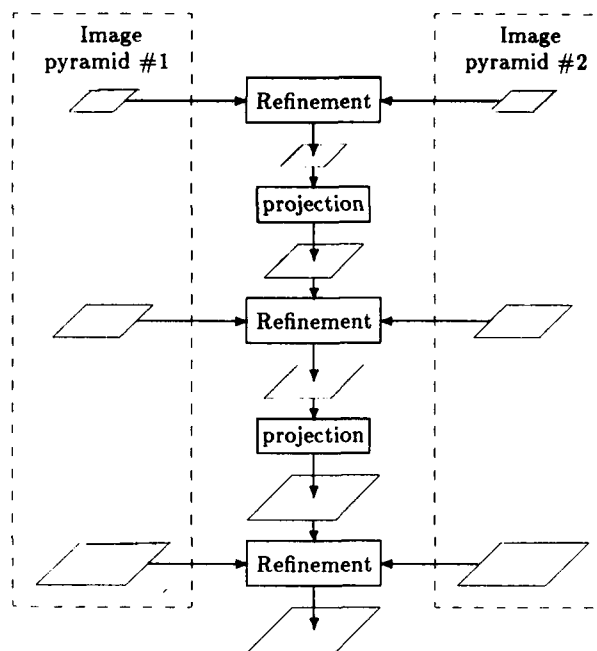 Image
pyramid #1
Image
pyramid #2
Refinement
projection
Refinement
projection
Refinement